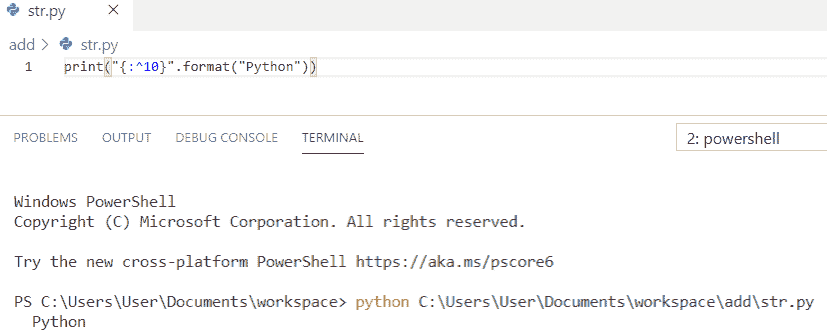 str.py
add > str.py
1 print("{:^10}".format("Python"))
PROBLEMS OUTPUT DEBUG CONSOLE TERMINAL 2: powershell
Windows PowerShell
Copyright (C) Microsoft Corporation. All rights reserved.
Try the new cross-platform PowerShell https://aka.ms/pscore6
PS C:\Users\User\Documents\workspace> python C:\Users\User\Documents\workspace\add\str.py
  Python